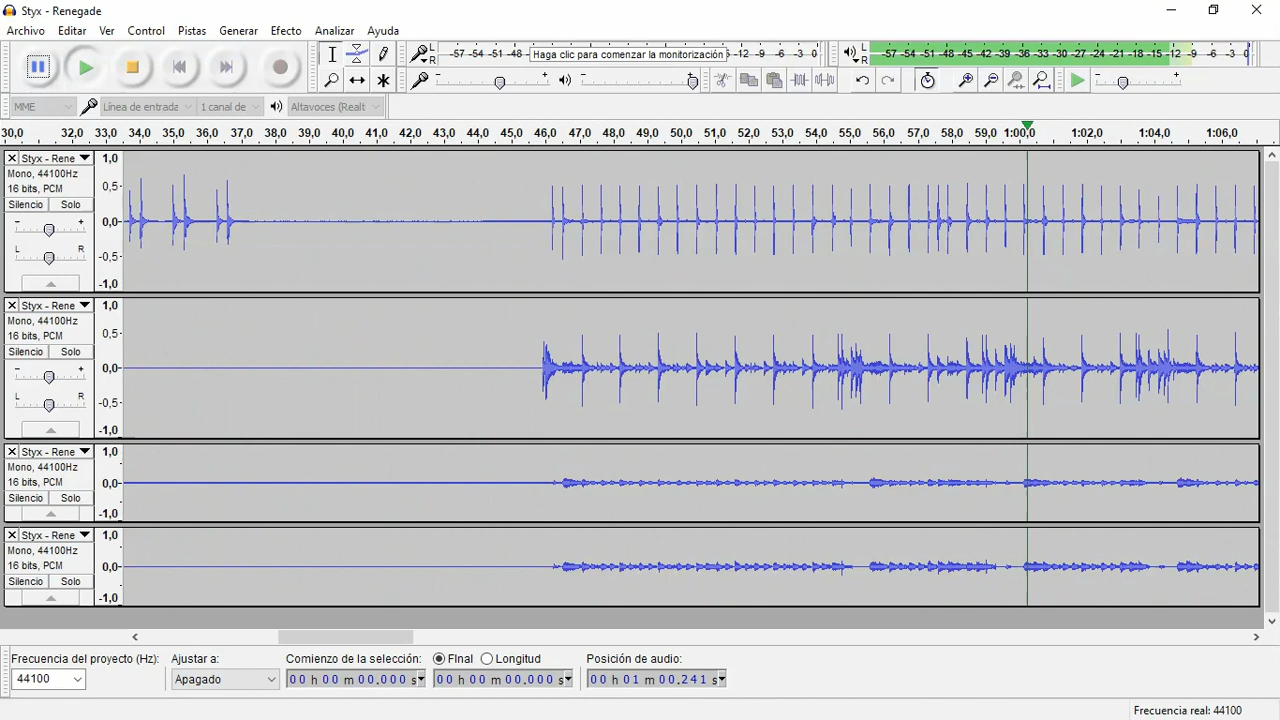 Styx - Renegade
Archivo Editar Ver Control Pistas Generar Efecto Analizar Ayuda
L R -57 -54 -51 -48 Haga clic para comenzar la monitorización -12 -9 -6 -3 0
L R -57 -54 -51 -48 -45 -42 -39 -36 -33 -30 -27 -24 -21 -18 -15 -12 -9 -6 -3 0
MME Línea de entrada 1 canal de Altavoces (Realt
30,0 32,0 33,0 34,0 35,0 36,0 37,0 38,0 39,0 40,0 41,0 42,0 43,0 44,0 45,0 46,0 47,0 48,0 49,0 50,0 51,0 52,0 53,0 54,0 55,0 56,0 57,0 58,0 59,0 1:00,0 1:02,0 1:04,0 1:06,0
Styx - Rene
Mono, 44100Hz
16 bits, PCM
Silencio Solo
- +
L R
1,0
0,5
0,0
-0,5
-1,0
Styx - Rene
Mono, 44100Hz
16 bits, PCM
Silencio Solo
- +
L R
1,0
0,5
0,0
-0,5
-1,0
Styx - Rene
Mono, 44100Hz
16 bits, PCM
Silencio Solo
1,0
0,0
-1,0
Styx - Rene
Mono, 44100Hz
16 bits, PCM
Silencio Solo
1,0
0,0
-1,0
Frecuencia del proyecto (Hz): Ajustar a: Comienzo de la selección: FInal Longitud Posición de audio:
44100 Apagado 00 h 00 m 00.000 s 00 h 00 m 00.000 s 00 h 01 m 00.241 s
Frecuencia real: 44100